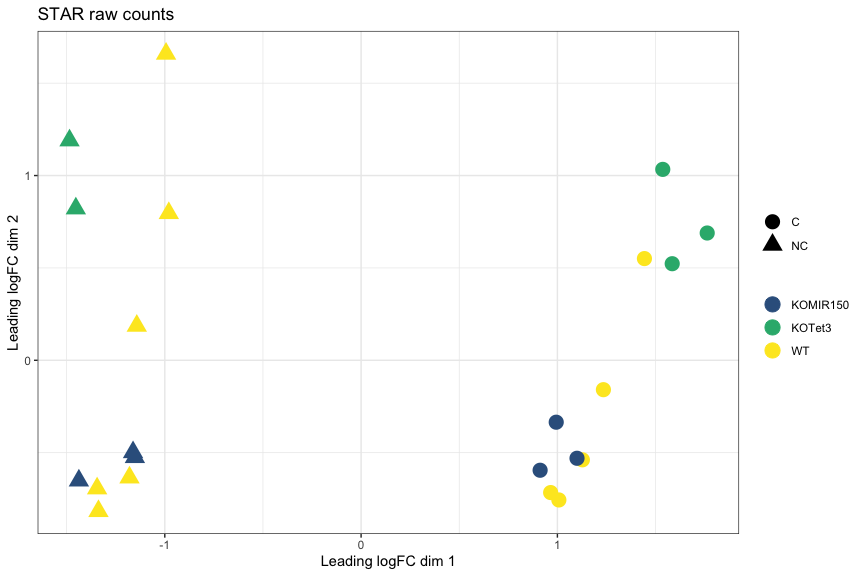 STAR raw counts
Leading logFC dim 2
1
0
-1
0
1
Leading logFC dim 1
C
NC
KOMIR150
KOTet3
WT